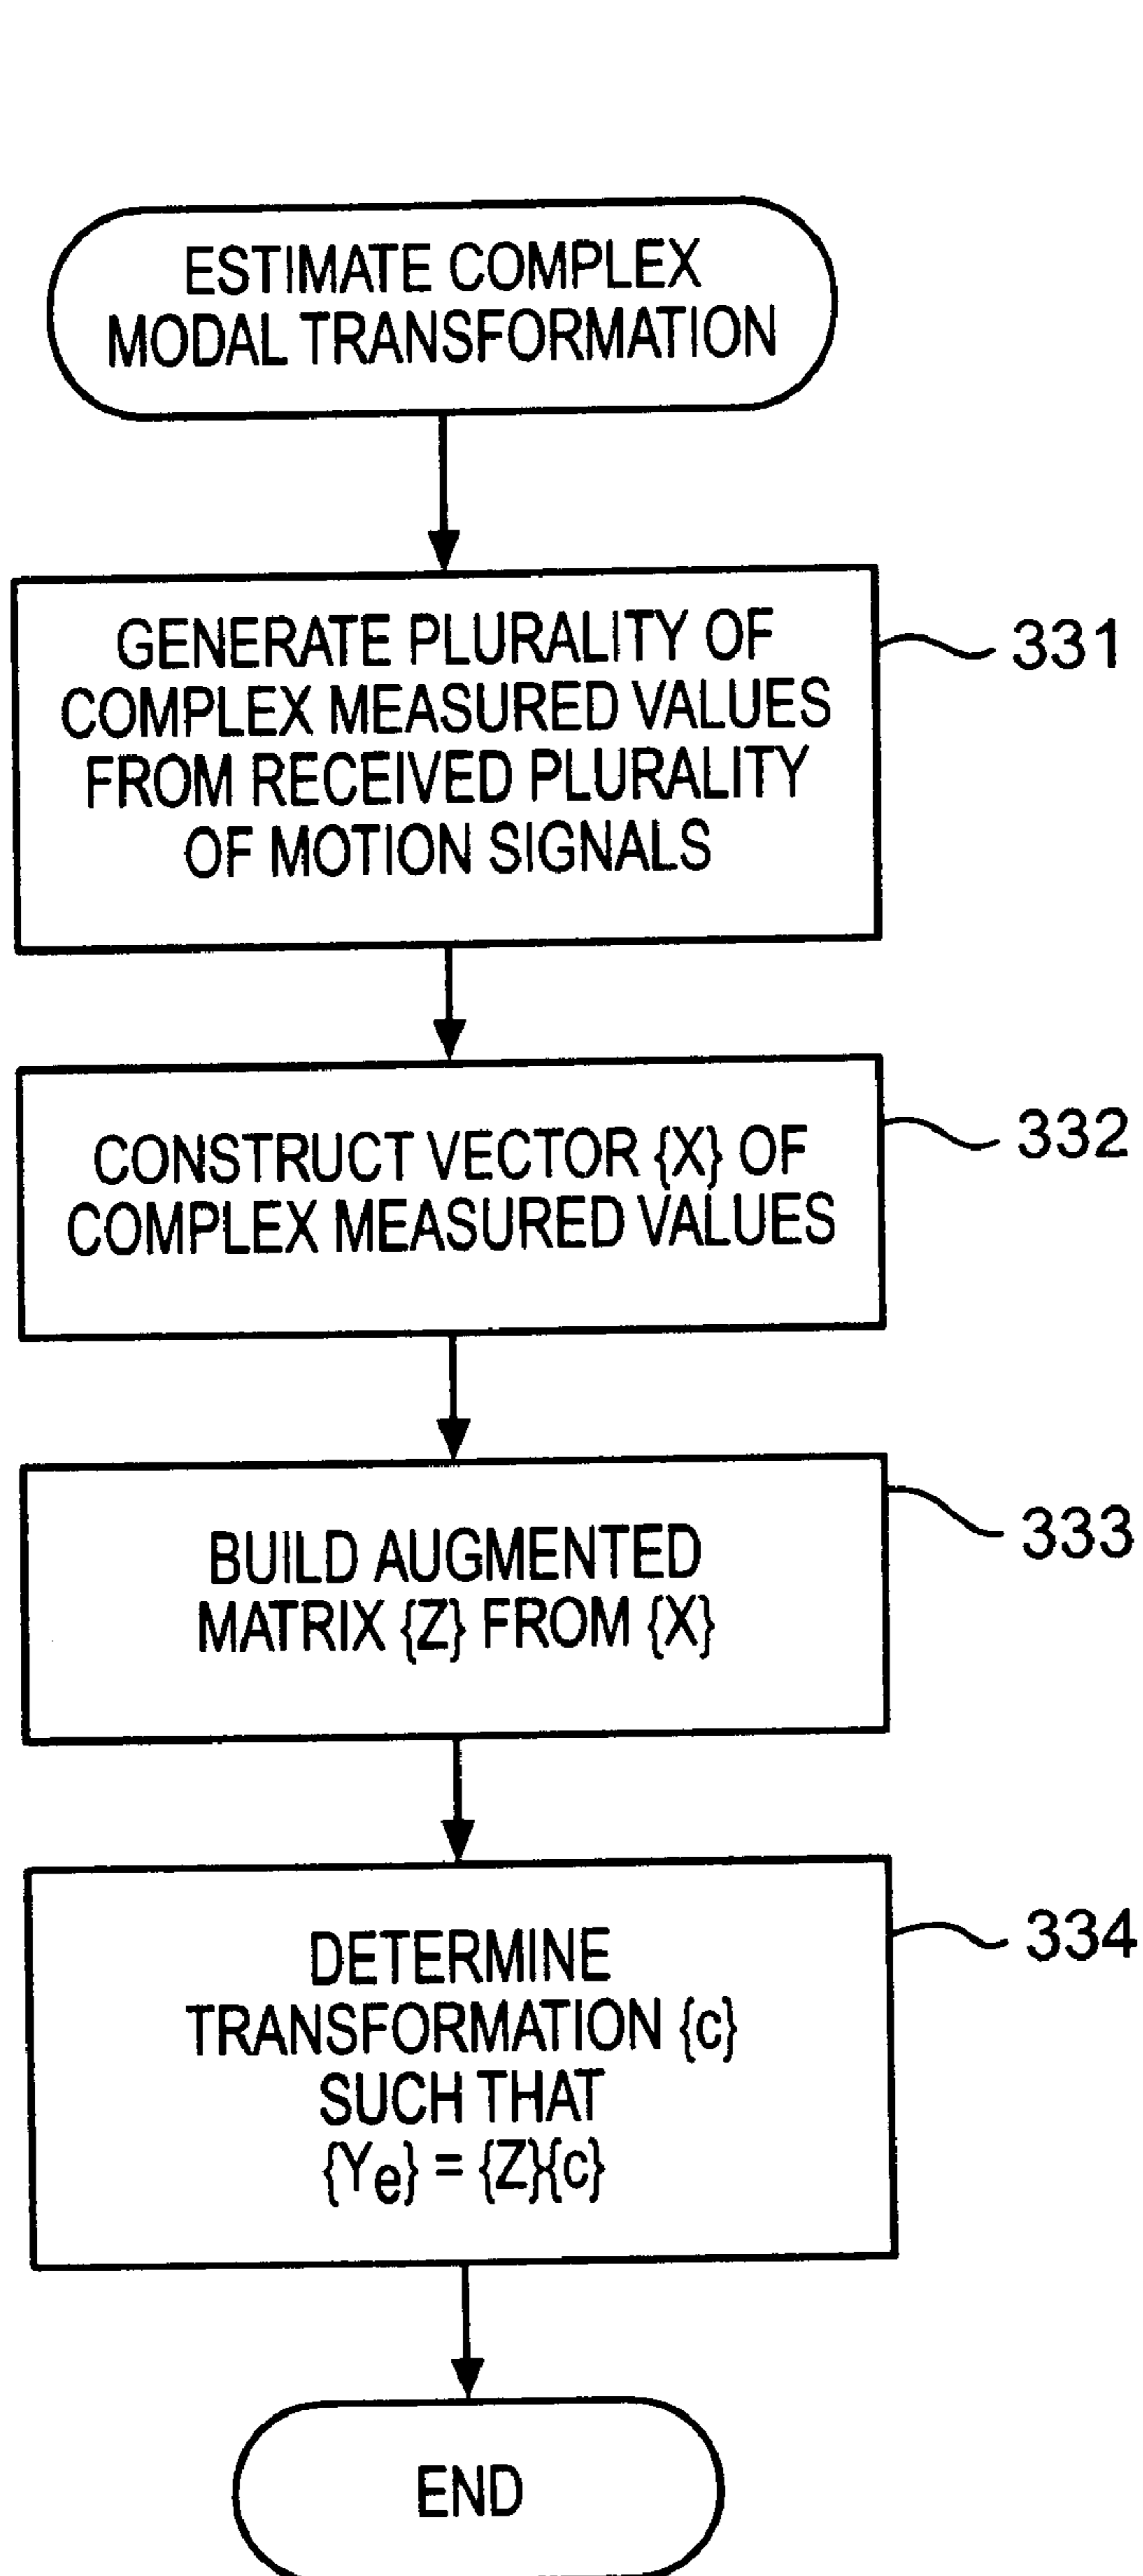 ESTIMATE COMPLEX
MODAL TRANSFORMATION
GENERATE PLURALITY OF
COMPLEX MEASURED VALUES
FROM RECEIVED PLURALITY
OF MOTION SIGNALS
331
CONSTRUCT VECTOR {X} OF
COMPLEX MEASURED VALUES
332
BUILD AUGMENTED
MATRIX {Z} FROM {X}
333
DETERMINE
TRANSFORMATION {c}
SUCH THAT
{Ye} = {Z}{c}
334
END